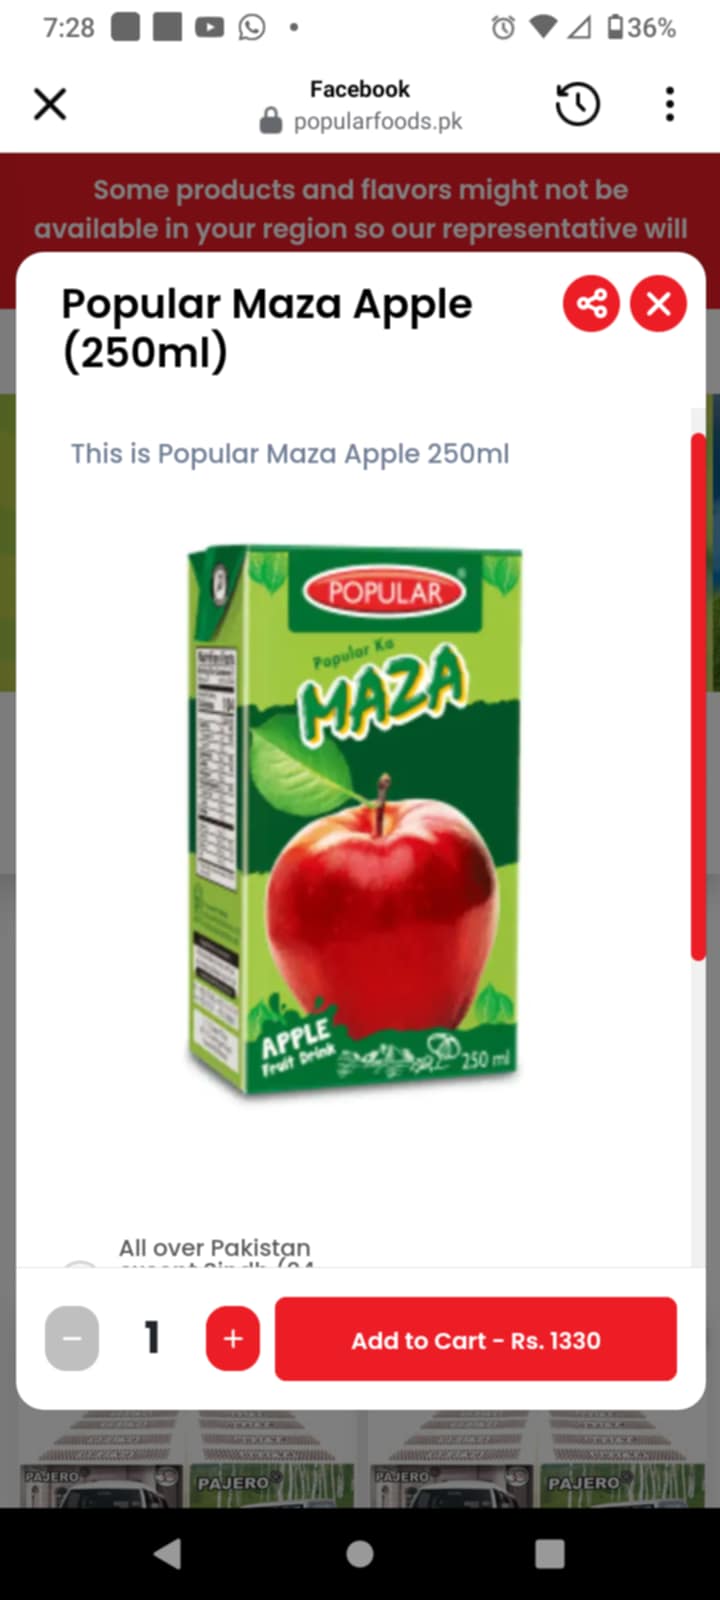 7:28
36%
Facebook
popularfoods.pk
Some products and flavors might not be
available in your region so our representative will
Popular Maza Apple
(250ml)
This is Popular Maza Apple 250ml
POPULAR
Popular Ka
MAZA
APPLE
Fruit Drink
250 ml
All over Pakistan
1
Add to Cart - Rs. 1330
PAJERO
PAJERO
PAJERO
PAJERO